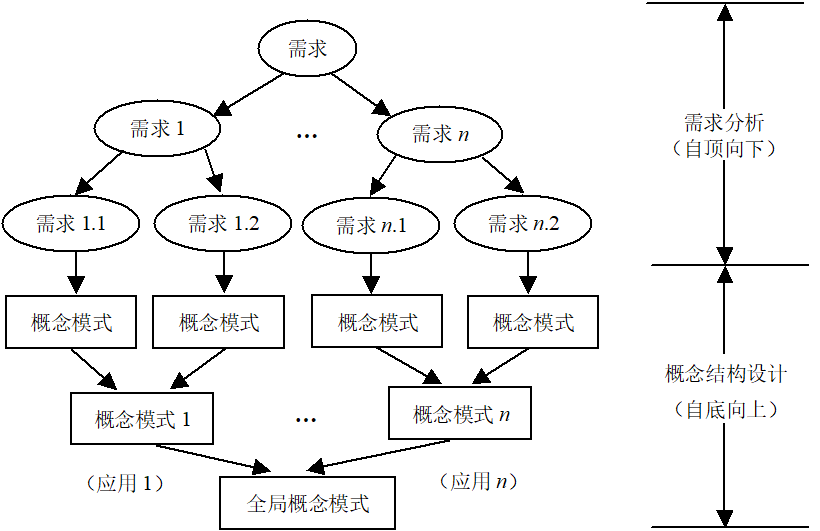 需求
需求 1
…
需求 n
需求分析
（自顶向下）
需求 1.1
需求 1.2
需求 n.1
需求 n.2
概念模式
概念模式
概念模式
概念模式
概念结构设计
（自底向上）
概念模式 1
…
概念模式 n
（应用 1）
（应用 n）
全局概念模式